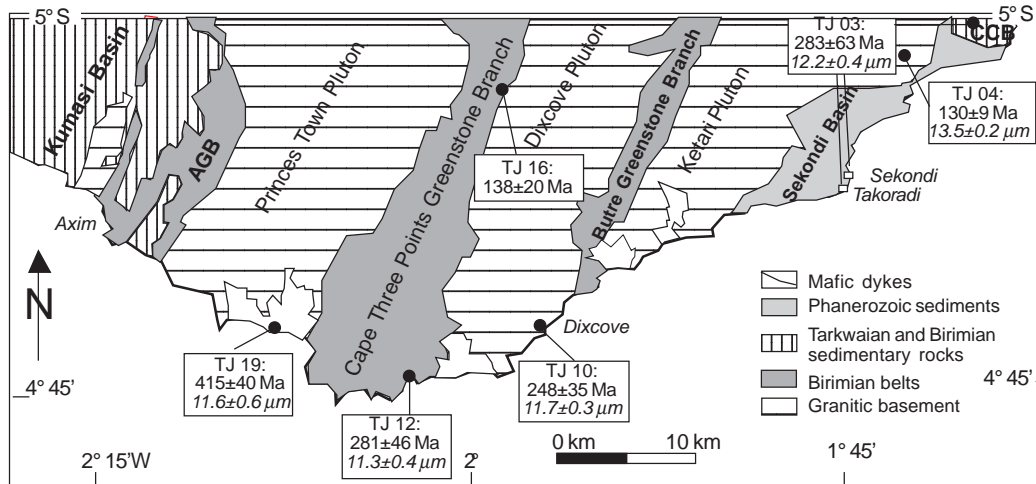 5° S
5° S
TJ 03:
283±63 Ma
12.2±0.4 µm
CCB
Kumasi Basin
AGB
Princes Town Pluton
Cape Three Points Greenstone Branch
Dixcove Pluton
Butre Greenstone Branch
Ketari Pluton
Sekondi Basin
TJ 04:
130±9 Ma
13.5±0.2 µm
TJ 16:
138±20 Ma
Sekondi
Takoradi
Axim
N
Dixcove
Mafic dykes
Phanerozoic sediments
Tarkwaian and Birimian
sedimentary rocks
Birimian belts
Granitic basement
TJ 19:
415±40 Ma
11.6±0.6 µm
TJ 10:
248±35 Ma
11.7±0.3 µm
4° 45'
4° 45'
TJ 12:
281±46 Ma
11.3±0.4 µm
0 km
10 km
2° 15'W
2°
1° 45'